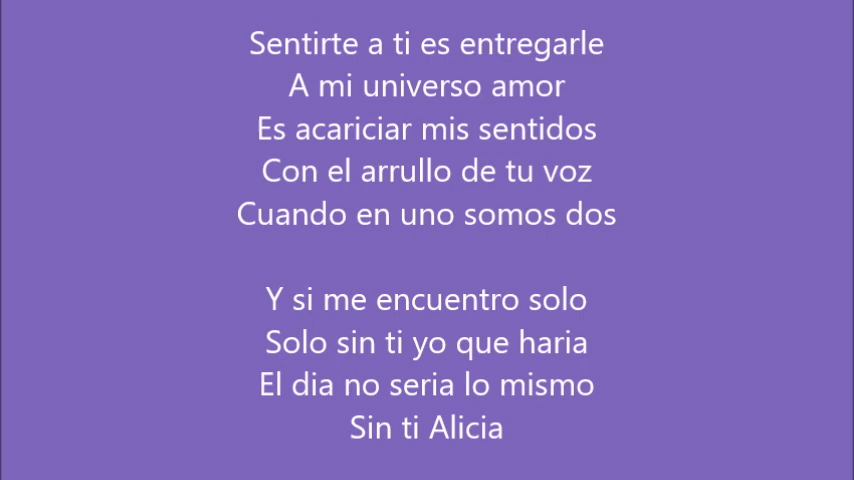 Sentirte a ti es entregarle
A mi universo amor
Es acariciar mis sentidos
Con el arrullo de tu voz
Cuando en uno somos dos
Y si me encuentro solo
Solo sin ti yo que haria
El dia no seria lo mismo
Sin ti Alicia